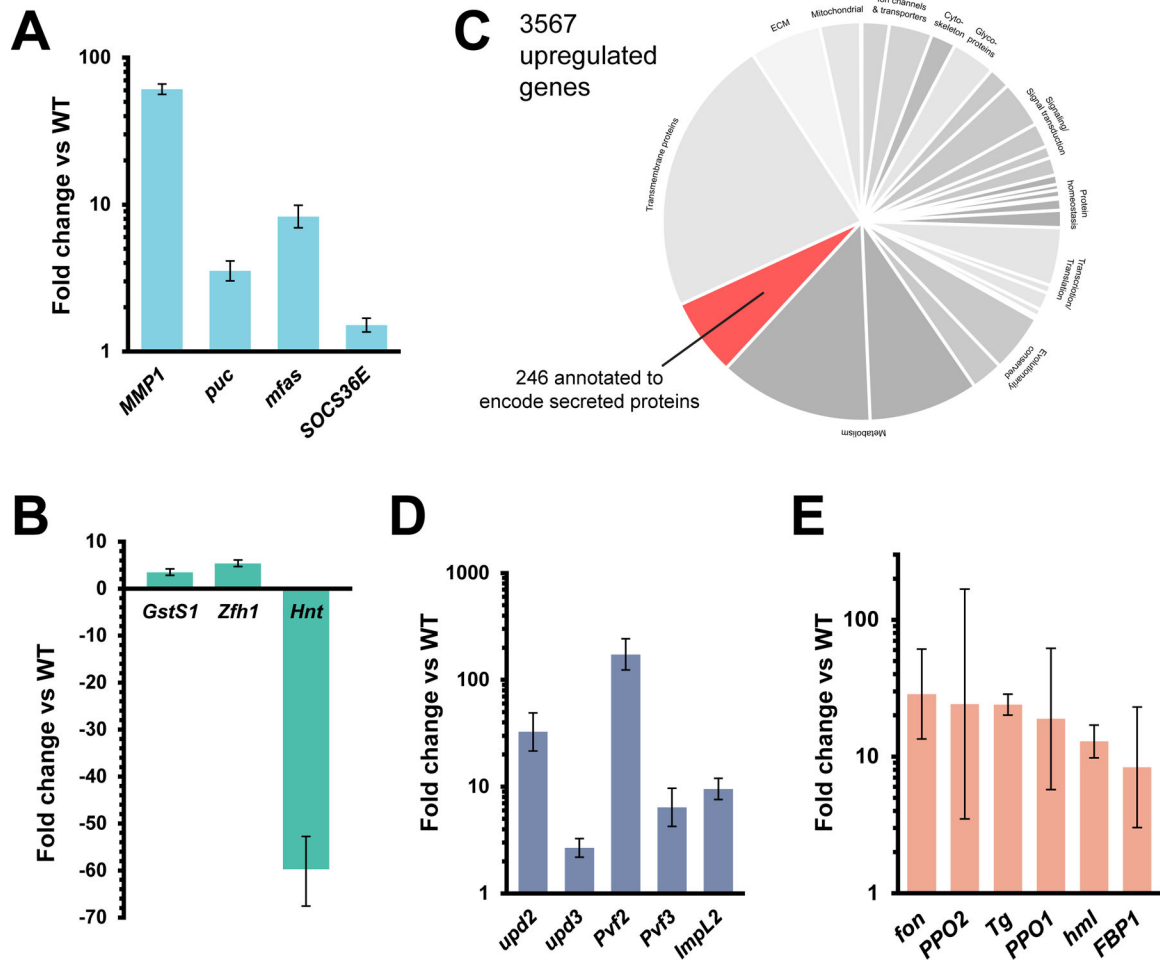 A
Fold change vs WT
100
10
1
MMP1
puc
mfas
SOCS36E
C
3567
upregulated
genes
Transmembrane proteins
ECM
Mitochondrial
channels
& transporters
Cyto-
skeleton
Glyco-
proteins
Signaling/
Signal transduction
Protein
homeostasis
Transcription/
Translation
Evolutionarily
conserved
Metabolism
246 annotated to
encode secreted proteins
B
Fold change vs WT
10
0
-10
-20
-30
-40
-50
-60
-70
GstS1
Zfh1
Hnt
D
Fold change vs WT
1000
100
10
1
upd2
upd3
Pvf2
Pvf3
ImpL2
E
Fold change vs WT
100
10
1
fon
PPO2
Tg
PPO1
hml
FBP1